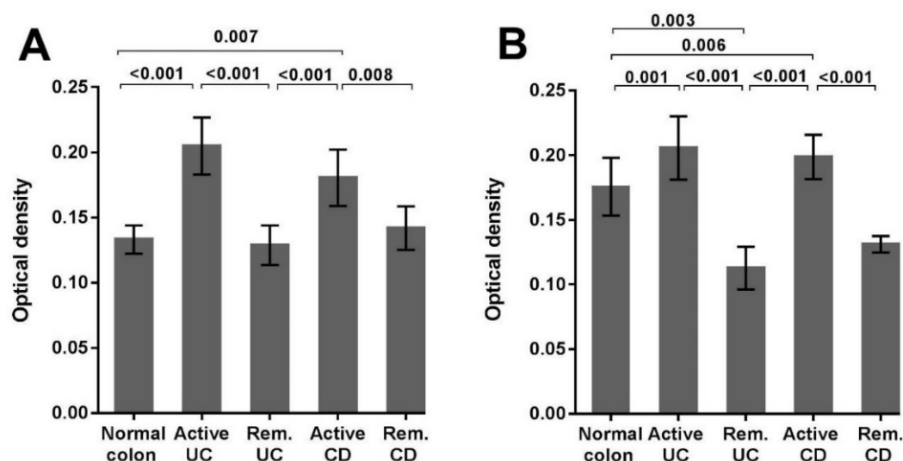 A
0.007
<0.001 <0.001 <0.001 0.008
Optical density
0.25
0.20
0.15
0.10
0.05
0.00
Normal colon
Active UC
Rem. UC
Active CD
Rem. CD
B
0.003
0.006
0.001 <0.001 <0.001 <0.001
Optical density
0.25
0.20
0.15
0.10
0.05
0.00
Normal colon
Active UC
Rem. UC
Active CD
Rem. CD